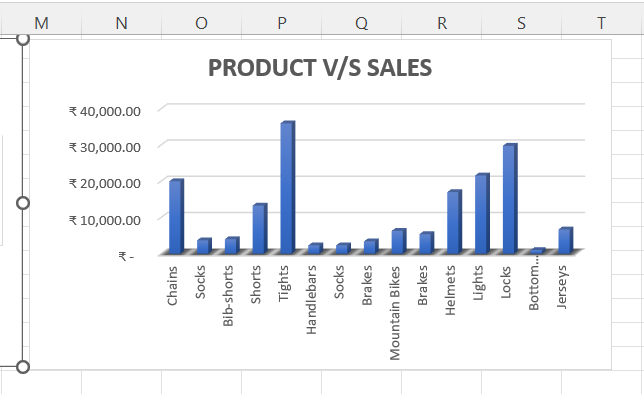 M N O P Q R S T
PRODUCT V/S SALES
₹ 40,000.00
₹ 30,000.00
₹ 20,000.00
₹ 10,000.00
₹ -
Chains
Socks
Bib-shorts
Shorts
Tights
Handlebars
Socks
Brakes
Mountain Bikes
Brakes
Helmets
Lights
Locks
Bottom...
Jerseys